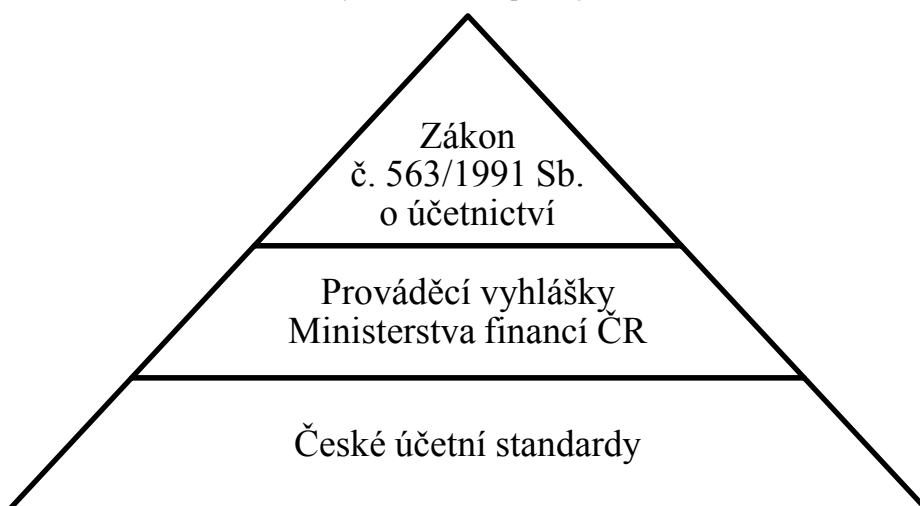 Zákon
č. 563/1991 Sb.
o účetnictví
Prováděcí vyhlášky
Ministerstva financí ČR
České účetní standardy